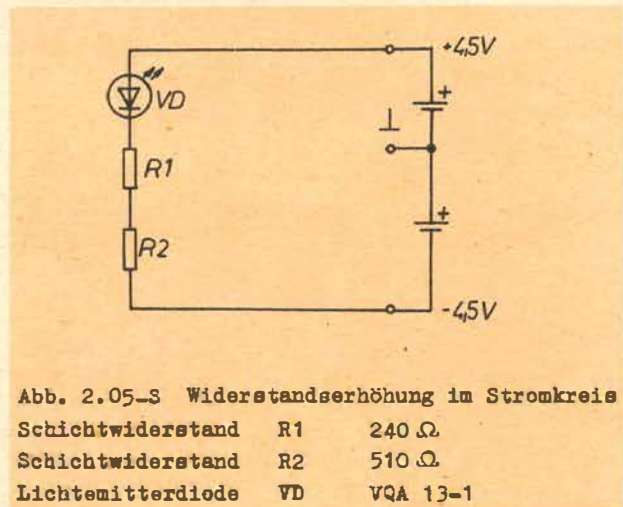 +4,5V
VD
+
⊥
R1
+
R2
-4,5V
Abb. 2.05-S Widerstandserhöhung im Stromkreis
Schichtwiderstand R1 240 Ω
Schichtwiderstand R2 510 Ω
Lichtemitterdiode VD VQA 13-1